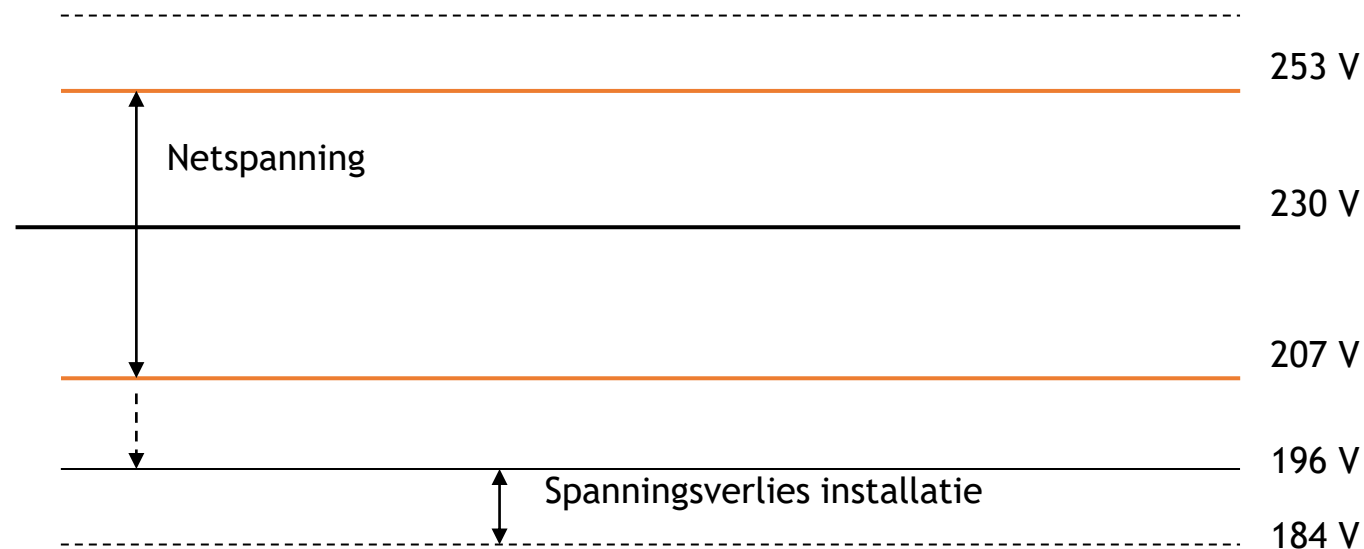 253 V
Netspanning
230 V
207 V
196 V
Spanningsverlies installatie
184 V